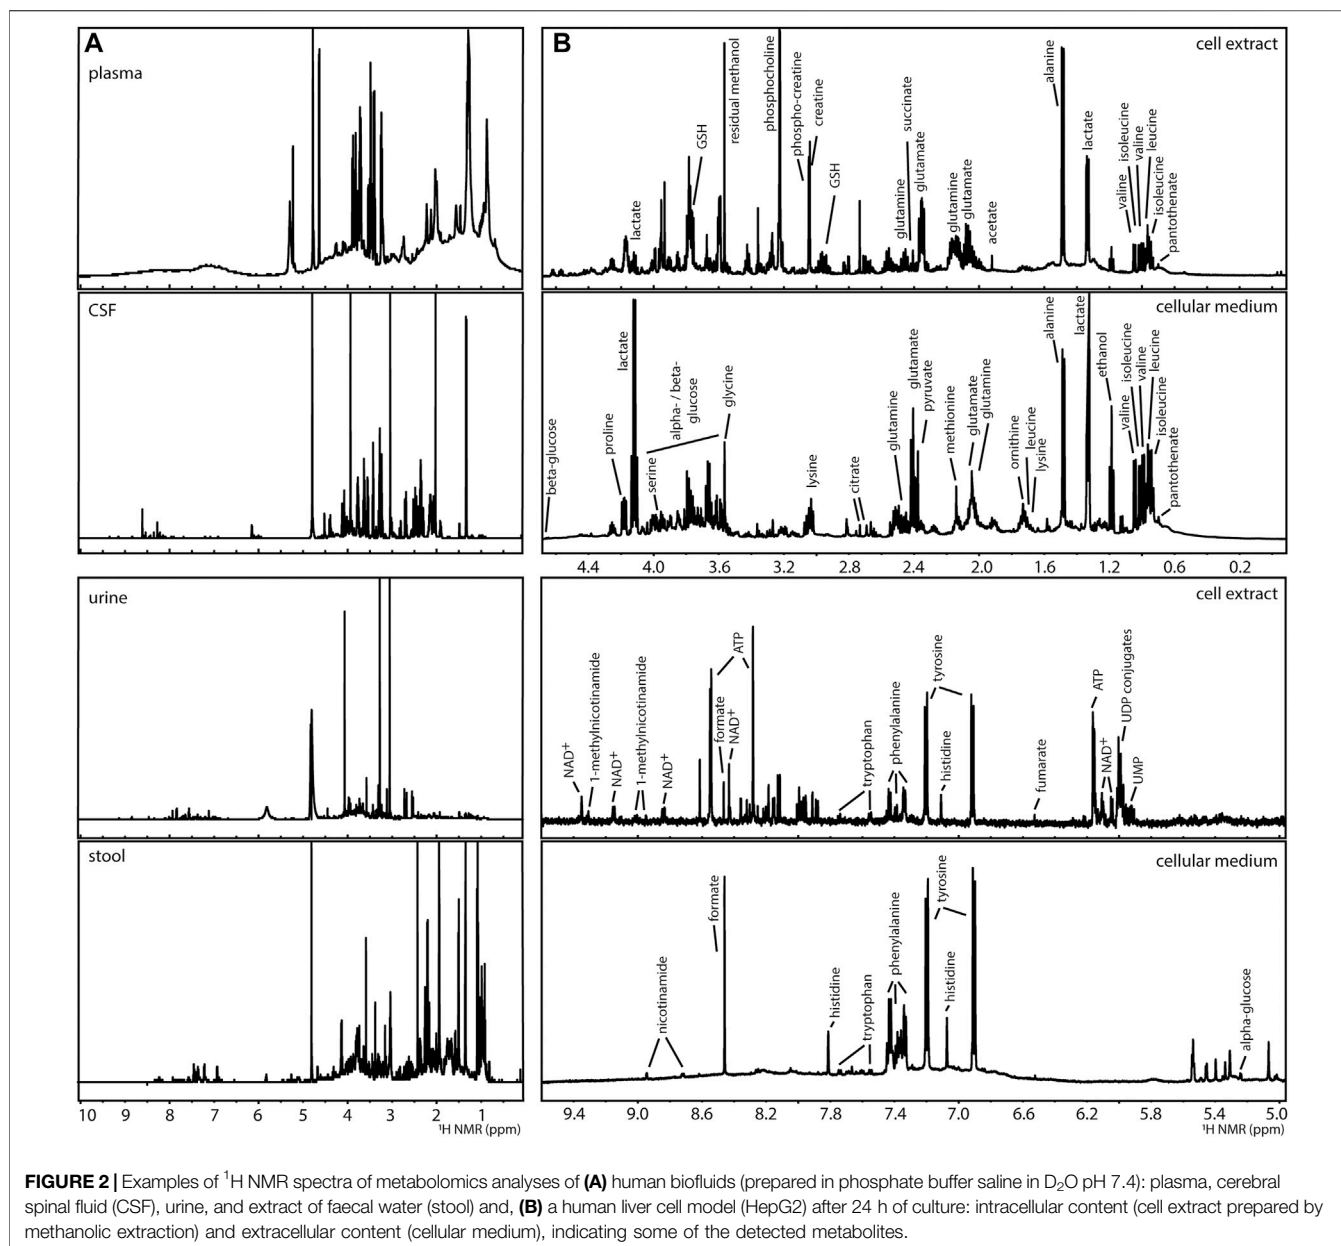 A
plasma
CSF
urine
stool
10 9 8 7 6 5 4 3 2 1
¹H NMR (ppm)
B
cell extract
lactate
GSH
residual methanol
phosphocholine
phospho-creatine
creatine
GSH
glutamine
succinate
glutamate
glutamine
glutamate
acetate
alanine
lactate
valine
isoleucine
valine
leucine
isoleucine
pantothenate
cellular medium
beta-glucose
proline
lactate
serine
alpha- / beta-
glucose
glycine
lysine
citrate
glutamine
glutamate
pyruvate
methionine
glutamate
glutamine
ornithine
leucine
lysine
alanine
lactate
ethanol
valine
isoleucine
valine
leucine
isoleucine
pantothenate
4.4 4.0 3.6 3.2 2.8 2.4 2.0 1.6 1.2 0.6 0.2
cell extract
NAD+
1-methylnicotinamide
NAD+
1-methylnicotinamide
NAD+
formate
NAD+
ATP
tryptophan
phenylalanine
tyrosine
histidine
fumarate
ATP
NAD+
UDP conjugates
UMP
cellular medium
nicotinamide
formate
histidine
tryptophan
phenylalanine
tyrosine
histidine
alpha-glucose
9.4 9.0 8.6 8.2 7.8 7.4 7.0 6.6 6.2 5.8 5.4 5.0
¹H NMR (ppm)
FIGURE 2 | Examples of ¹H NMR spectra of metabolomics analyses of (A) human biofluids (prepared in phosphate buffer saline in D₂O pH 7.4): plasma, cerebral
spinal fluid (CSF), urine, and extract of faecal water (stool) and, (B) a human liver cell model (HepG2) after 24 h of culture: intracellular content (cell extract prepared by
methanolic extraction) and extracellular content (cellular medium), indicating some of the detected metabolites.